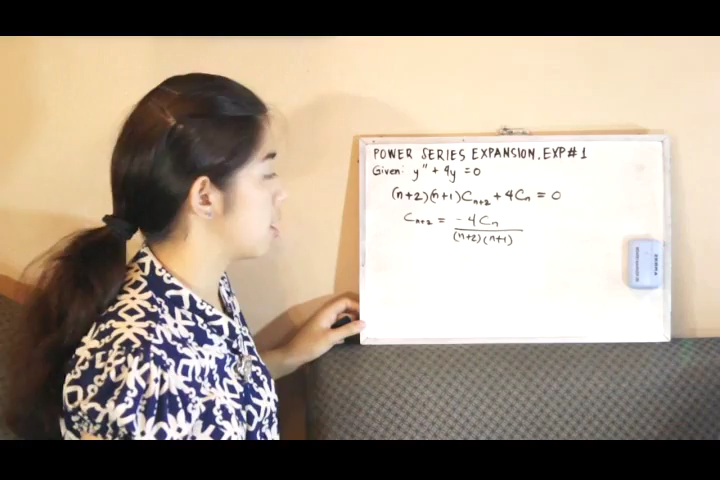 POWER SERIES EXPANSION. EXP#1
Given: y" + 4y = 0
(n+2)(n+1)Cn+2 + 4Cn = 0
Cn+2 = -4Cn
(n+2)(n+1)